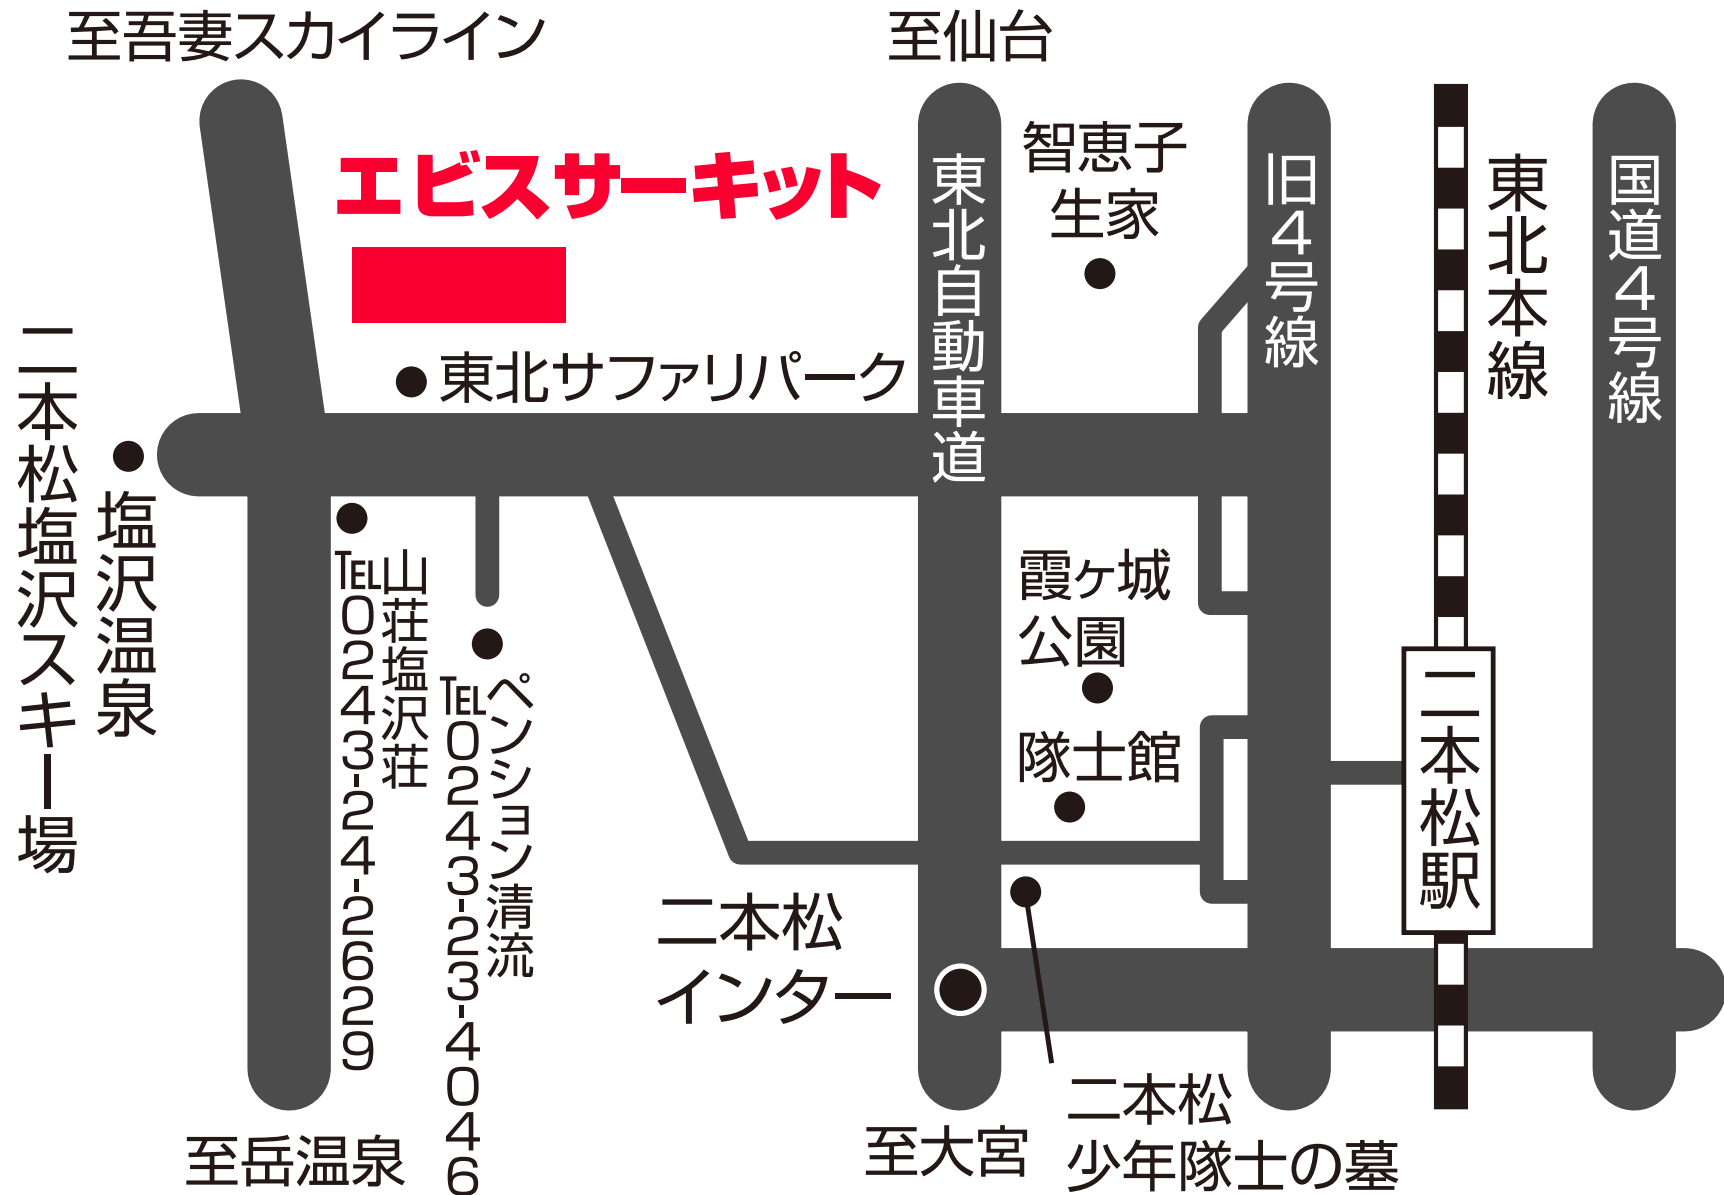 至吾妻スカイライン
至仙台
エビスサーキット
東北自動車道
智恵子
生家
旧4号線
東北本線
国道4号線
東北サファリパーク
二本松塩沢スキー場
塩沢温泉
山荘塩沢荘
℡0243-24-2629
ペンション清流
℡0243-23-4046
霞ヶ城
公園
隊士館
二本松駅
二本松
インター
二本松
少年隊士の墓
至岳温泉
至大宮